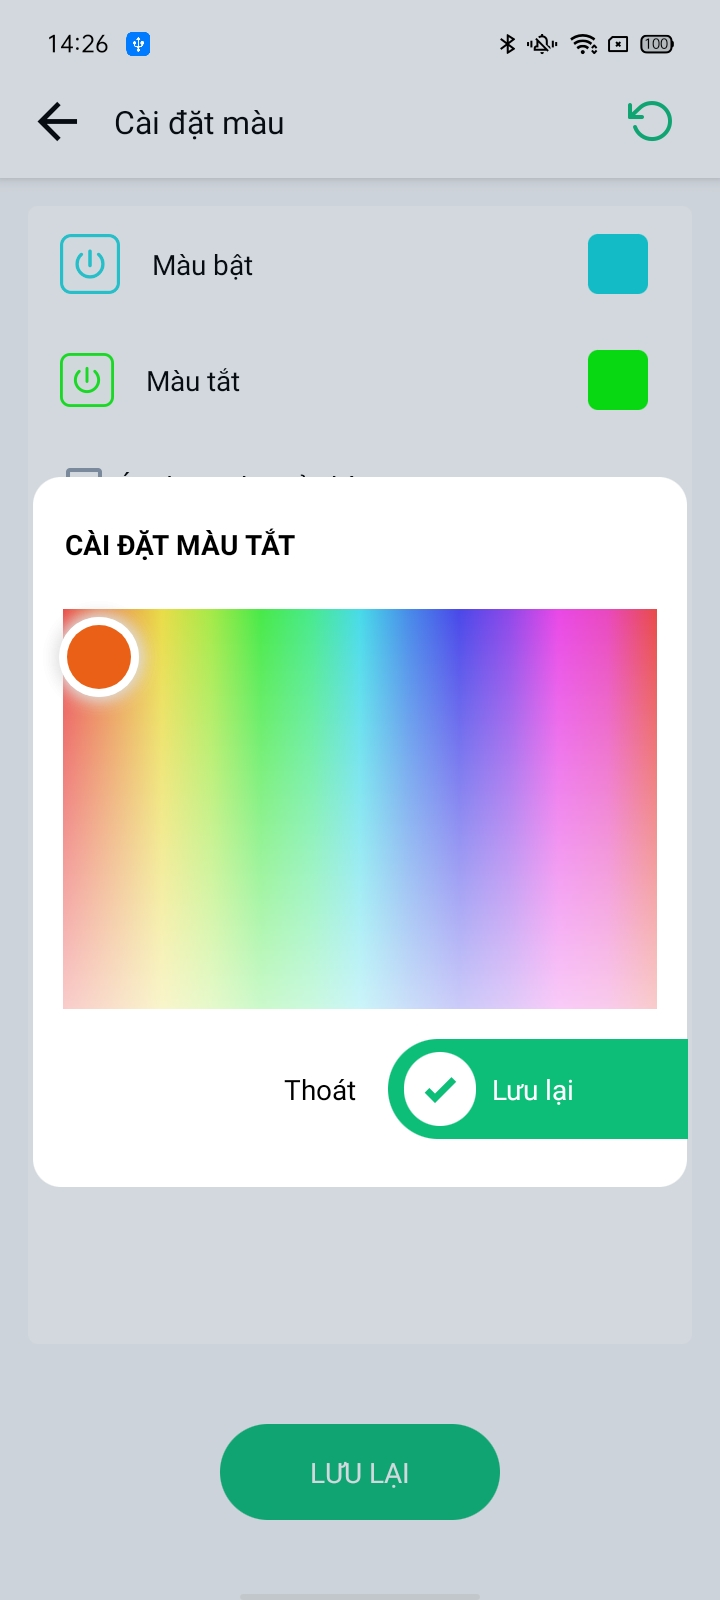 14:26
100
Cài đặt màu
Màu bật
Màu tắt
CÀI ĐẶT MÀU TẮT
Thoát
Lưu lại
LƯU LẠI